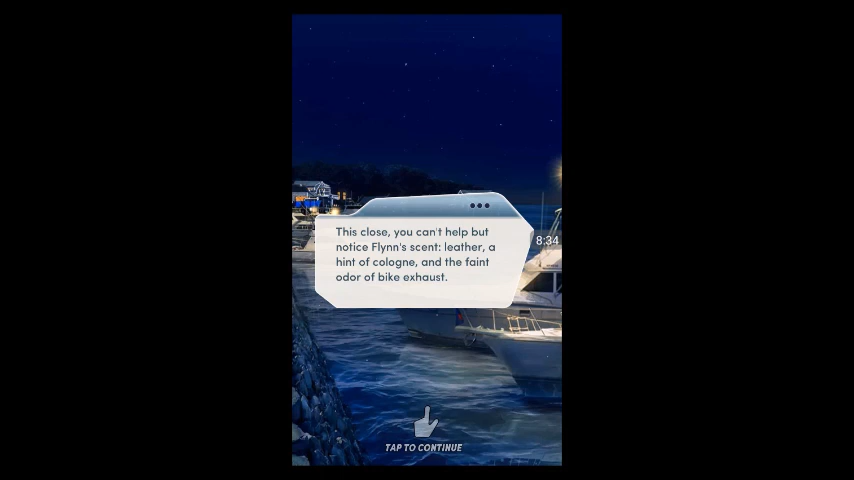 This close, you can't help but
notice Flynn's scent: leather, a
hint of cologne, and the faint
odor of bike exhaust.
8:34
TAP TO CONTINUE